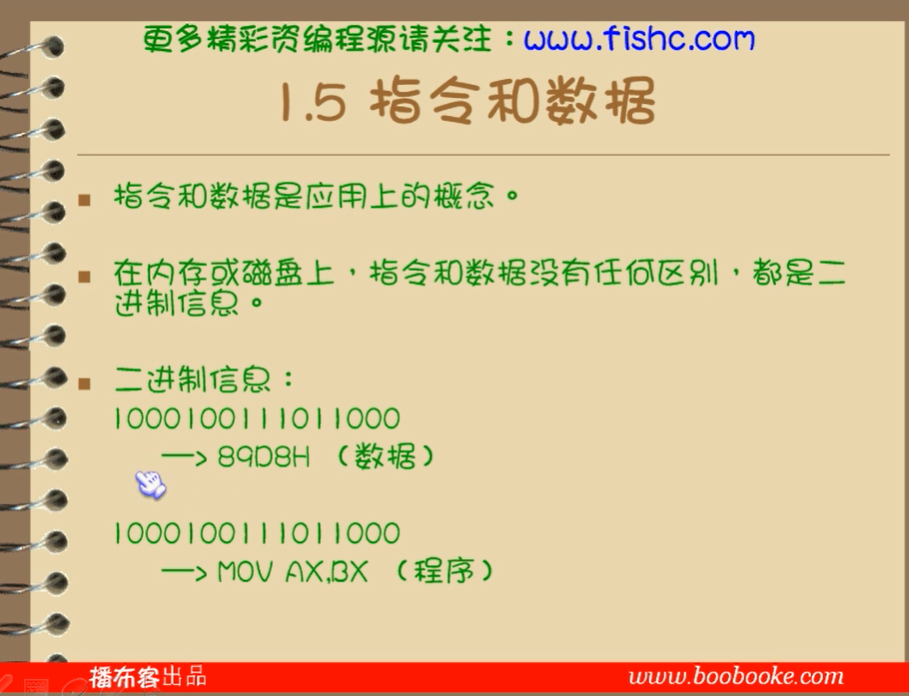 更多精彩资编程源请关注：www.fishc.com
1.5 指令和数据
指令和数据是应用上的概念。
在内存或磁盘上，指令和数据没有任何区别，都是二
进制信息。
二进制信息：
1000100111011000
—> 89D8H （数据）
1000100111011000
—> MOV AX,BX （程序）
播布客出品 www.boobooke.com